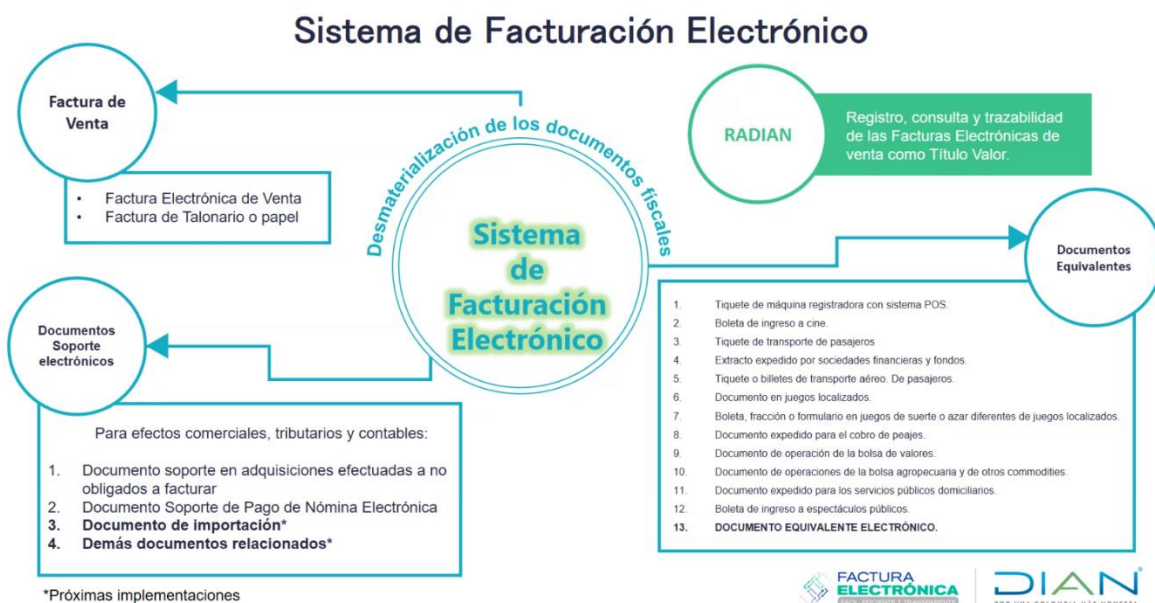 Sistema de Facturación Electrónico
Factura de
Venta
• Factura Electrónica de Venta
• Factura de Talonario o papel
Desmaterialización de los documentos físcales
Sistema
de
Facturación
Electrónico
RADIAN
Registro, consulta y trazabilidad
de las Facturas Electrónicas de
venta como Título Valor.
Documentos
Equivalentes
1. Tiquete de máquina registradora con sistema POS.
2. Boleta de ingreso a cine.
3. Tiquete de transporte de pasajeros
4. Extracto expedido por sociedades financieras y fondos.
5. Tiquete o billetes de transporte aéreo. De pasajeros.
6. Documento en juegos localizados.
7. Boleta, fracción o formulario en juegos de suerte o azar diferentes de juegos localizados.
8. Documento expedido para el cobro de peajes.
9. Documento de operación de la bolsa de valores.
10. Documento de operaciones de la bolsa agropecuaria y de otros commodities.
11. Documento expedido para los servicios públicos domiciliarios.
12. Boleta de ingreso a espectáculos públicos.
13. DOCUMENTO EQUIVALENTE ELECTRÓNICO.
Documentos
Soporte
electrónicos
Para efectos comerciales, tributarios y contables:
1. Documento soporte en adquisiciones efectuadas a no
obligados a facturar
2. Documento Soporte de Pago de Nómina Electrónica
3. Documento de importación*
4. Demás documentos relacionados*
*Próximas implementaciones
FACTURA
ELECTRÓNICA
DIAN